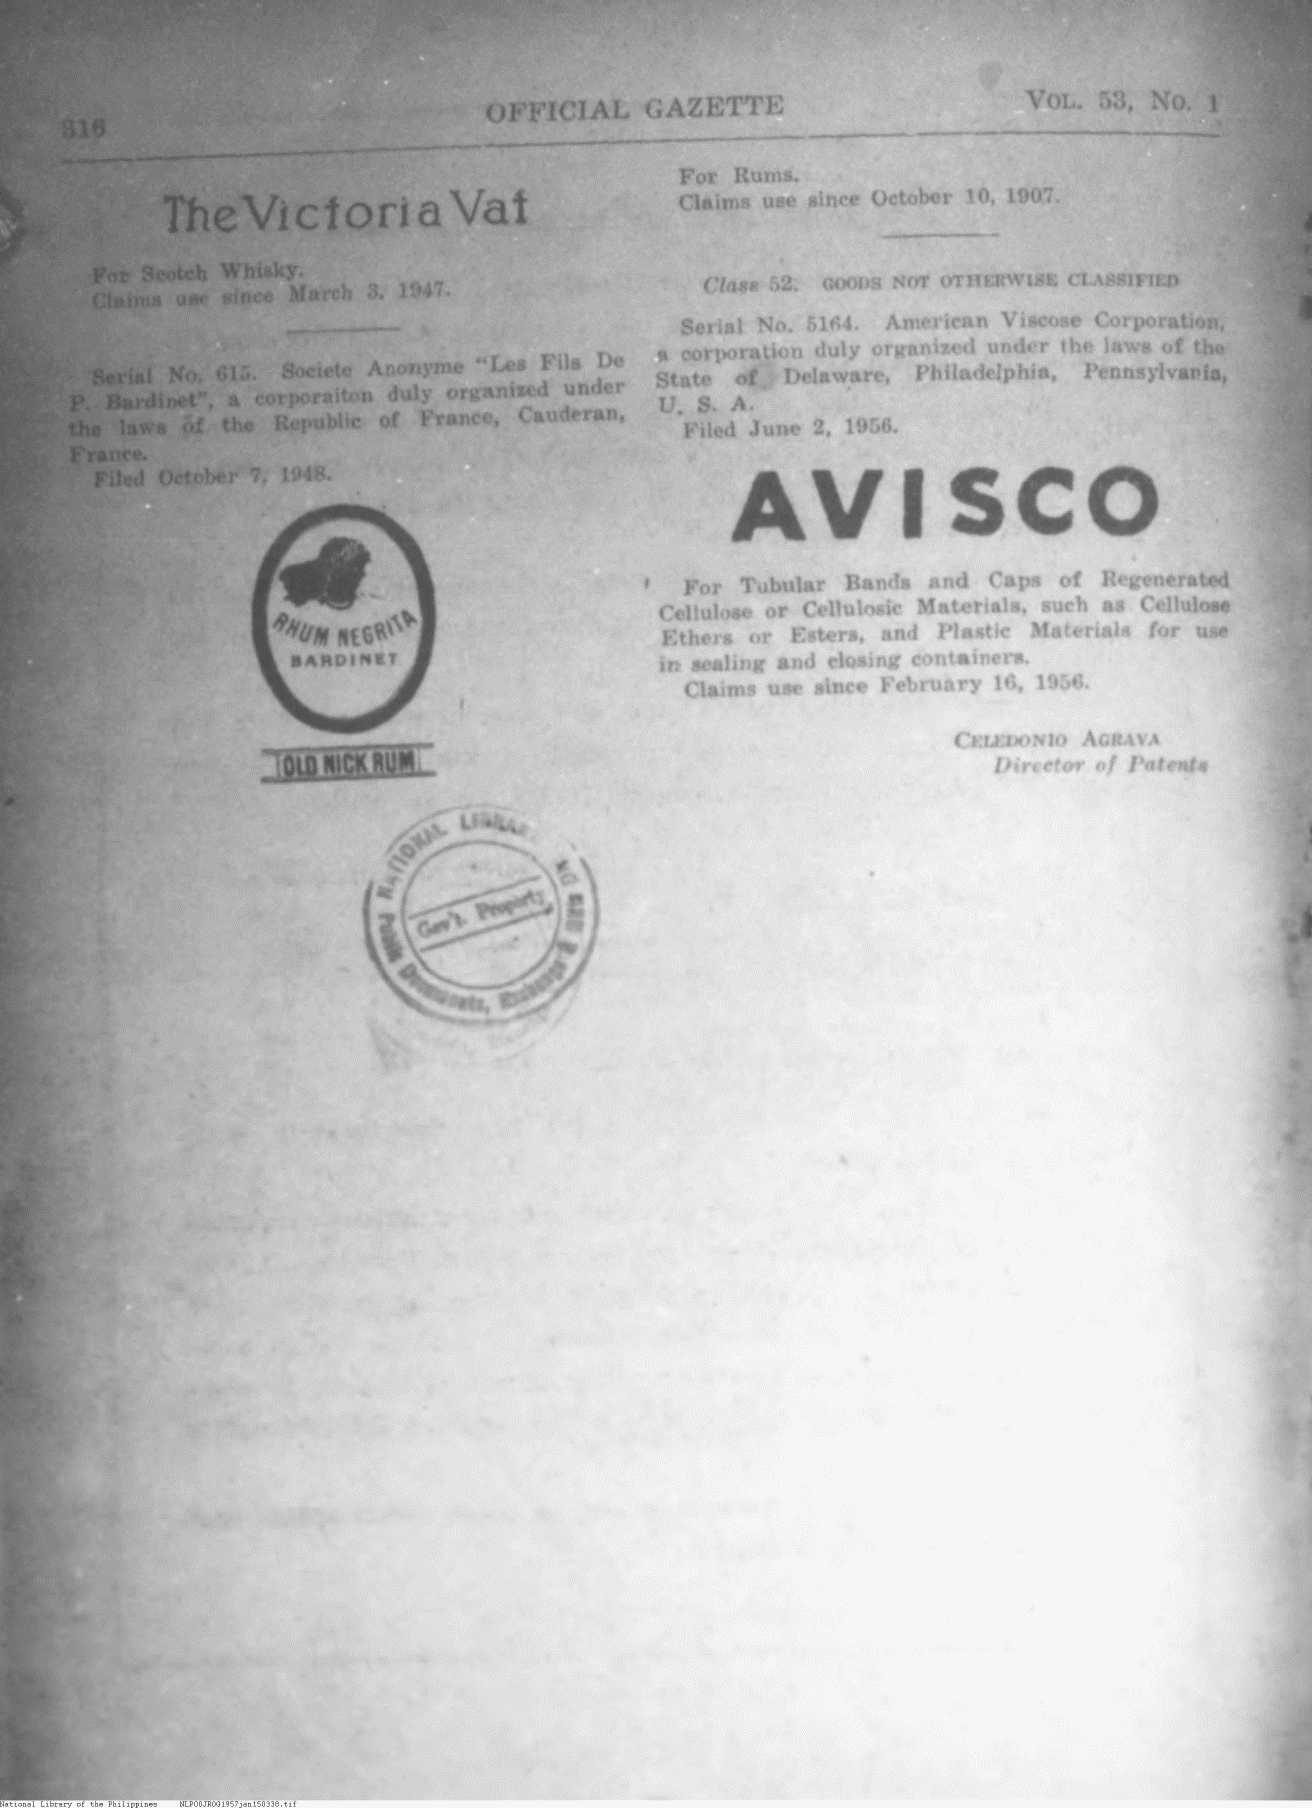 316
OFFICIAL GAZETTE
VOL. 53, No. 1
The Victoria Vat
For Scotch Whisky.
Claims use since March 3, 1947.
Serial No. 615. Societe Anonyme "Les Fils De
P. Bardinet", a corporaiton duly organized under
the laws of the Republic of France, Cauderan,
France.
Filed October 7, 1948.
RHUM NEGRITA
BARDINET
OLD NICK RUM
NATIONAL LIBRARY
Public Documents, Exchange &
Gov't. Property
For Rums.
Claims use since October 10, 1907.
Class 52. GOODS NOT OTHERWISE CLASSIFIED
Serial No. 5164. American Viscose Corporation,
a corporation duly organized under the laws of the
State of Delaware, Philadelphia, Pennsylvania,
U. S. A.
Filed June 2, 1956.
AVISCO
For Tubular Bands and Caps of Regenerated
Cellulose or Cellulosic Materials, such as Cellulose
Ethers or Esters, and Plastic Materials for use
in sealing and closing containers.
Claims use since February 16, 1956.
CELEDONIO AGRAVA
Director of Patents
National Library of the Philippines NLPOOJROG1957jan150338.tif